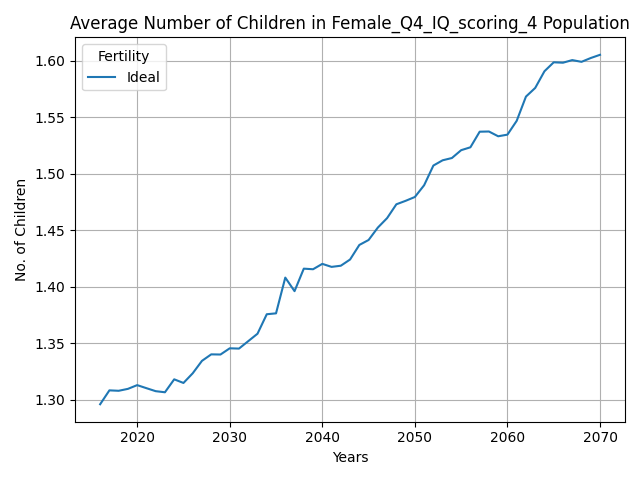 Average Number of Children in Female_Q4_IQ_scoring_4 Population
Fertility
Ideal
No. of Children
1.60
1.55
1.50
1.45
1.40
1.35
1.30
2020 2030 2040 2050 2060 2070
Years